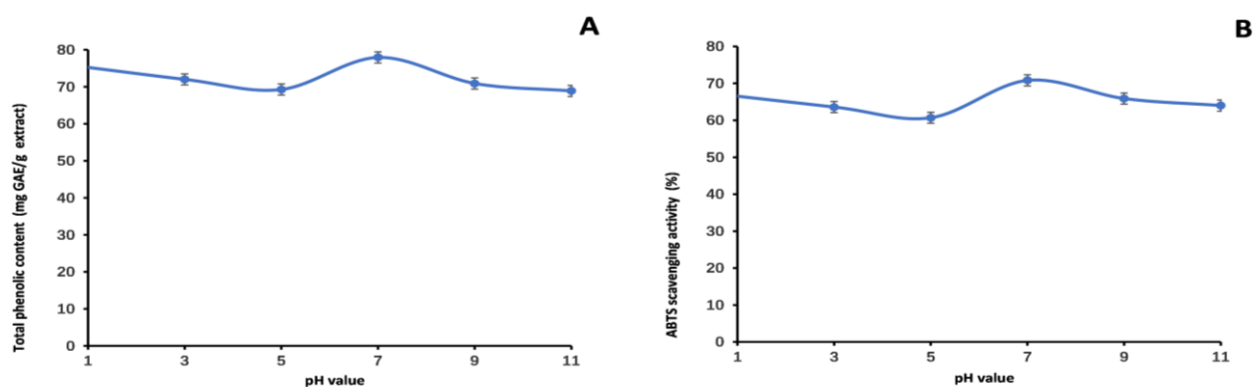 A
Total phenolic content (mg GAE/g extract)
80
70
60
50
40
30
20
10
0
1 3 5 7 9 11
pH value
B
ABTS scavenging activity (%)
80
70
60
50
40
30
20
10
0
1 3 5 7 9 11
pH value